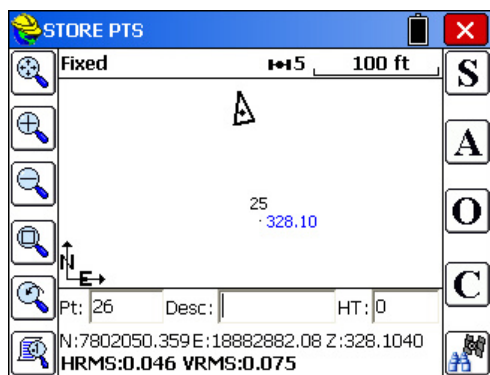 STORE PTS
Fixed 5 100 ft
S
A
25
328.10
O
N
E
C
Pt: 26 Desc: HT: 0
N:7802050.359 E:18882882.08 Z:328.1040
HRMS:0.046 VRMS:0.075